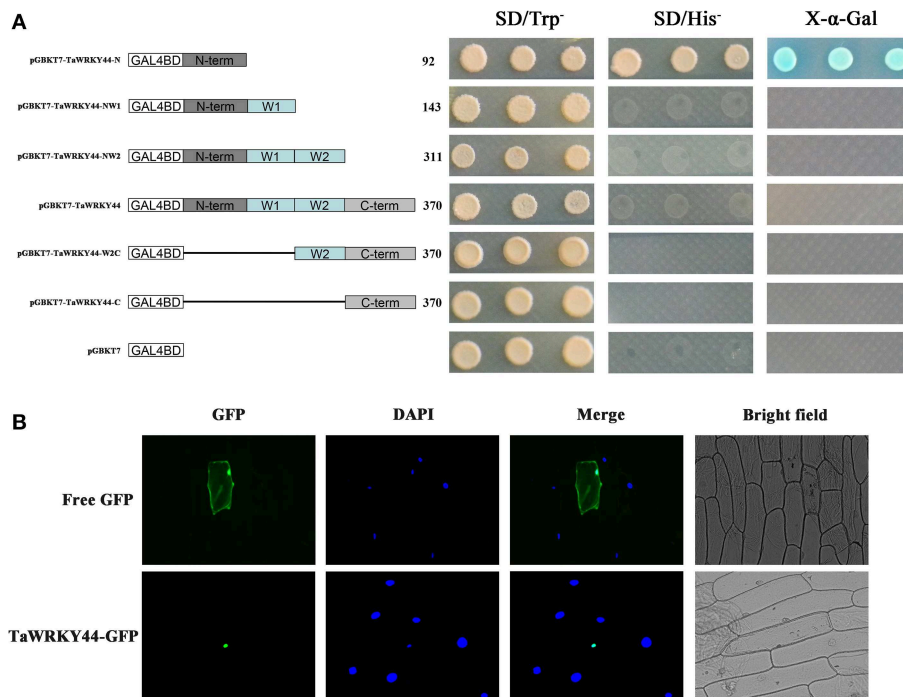 A
SD/Trp- SD/His- X-α-Gal
pGBKT7-TaWRKY44-N GAL4BD N-term 92
pGBKT7-TaWRKY44-NW1 GAL4BD N-term W1 143
pGBKT7-TaWRKY44-NW2 GAL4BD N-term W1 W2 311
pGBKT7-TaWRKY44 GAL4BD N-term W1 W2 C-term 370
pGBKT7-TaWRKY44-W2C GAL4BD W2 C-term 370
pGBKT7-TaWRKY44-C GAL4BD C-term 370
pGBKT7 GAL4BD
B
GFP DAPI Merge Bright field
Free GFP
TaWRKY44-GFP